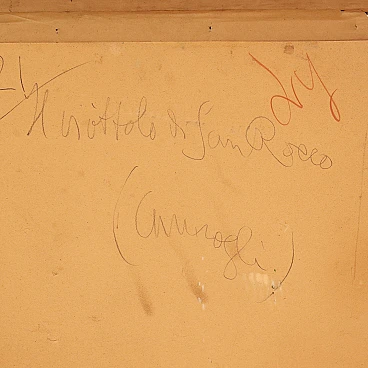 Il viottolo di San Rocco
(Camogli)